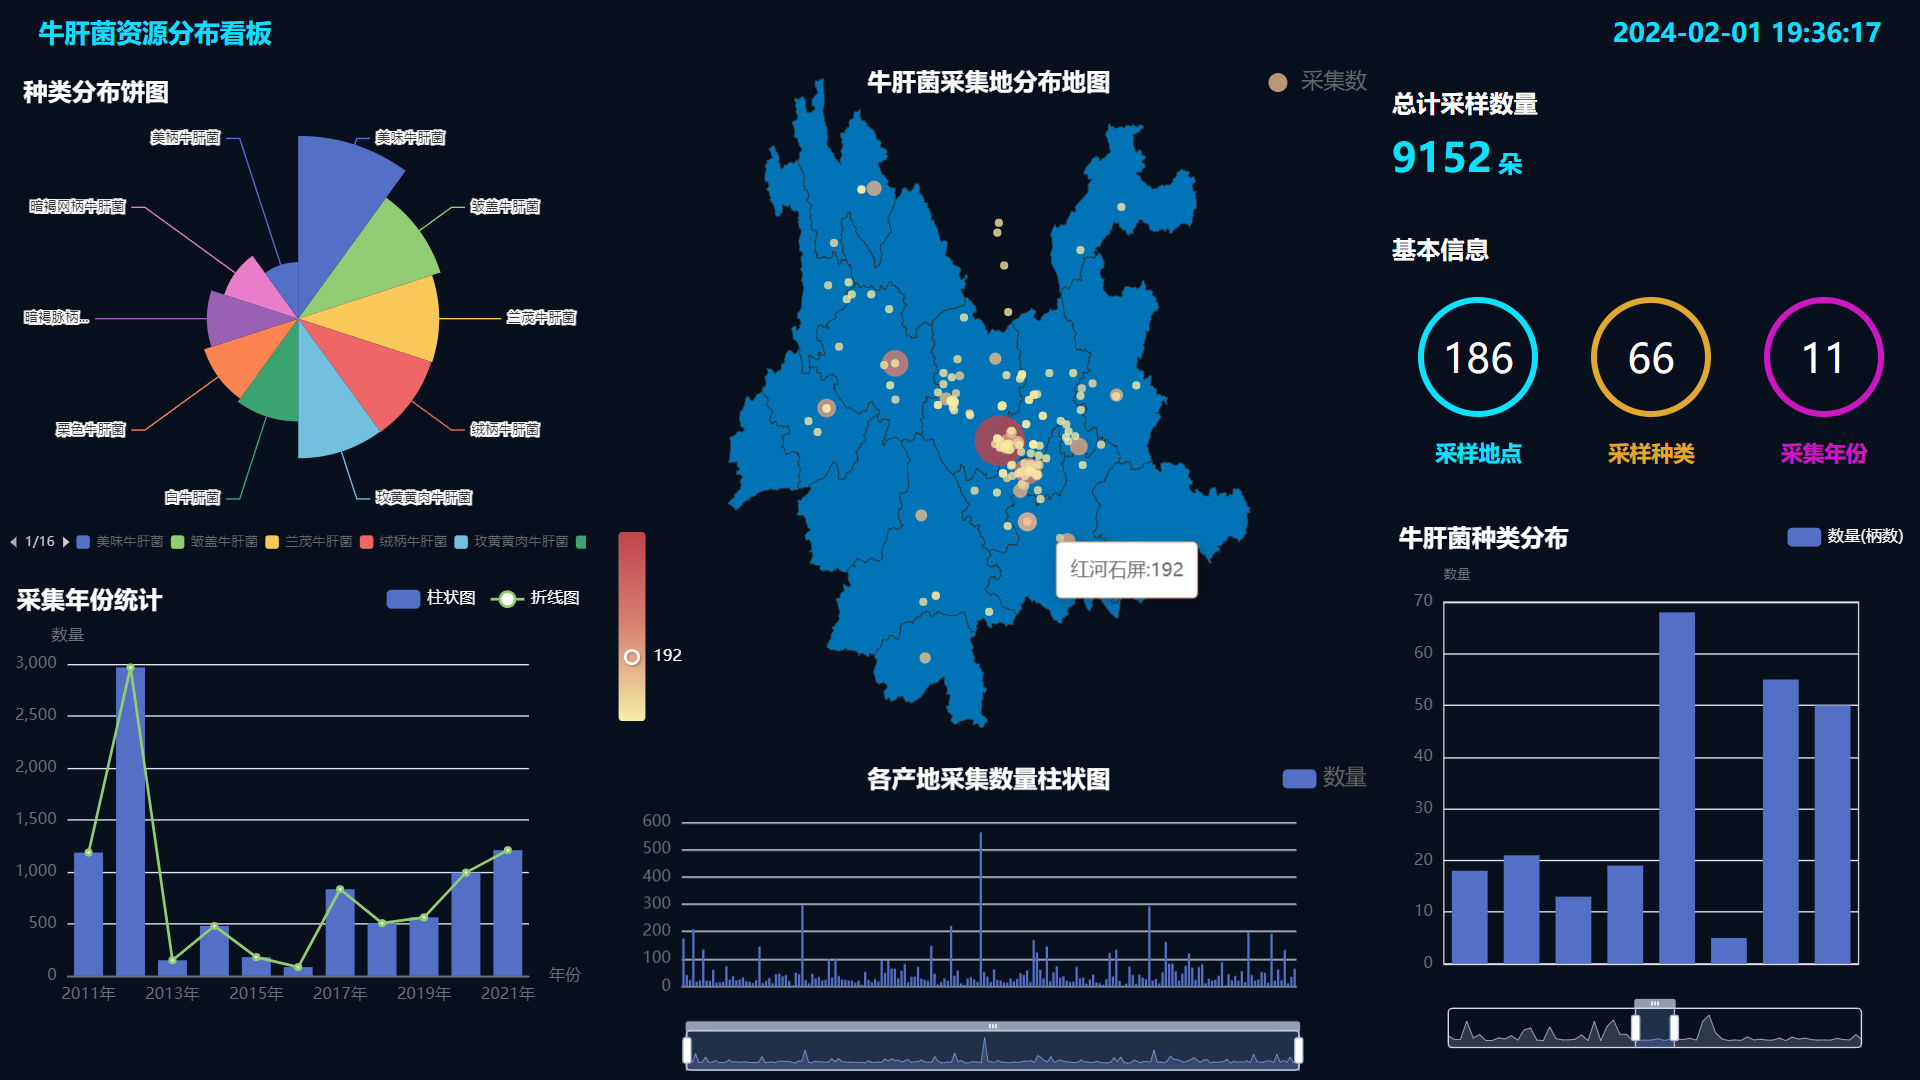 牛肝菌资源分布看板
2024-02-01 19:36:17
种类分布饼图
美柄牛肝菌
美味牛肝菌
暗褐网柄牛肝菌
皱盖牛肝菌
暗褐脉柄...
兰茂牛肝菌
栗色牛肝菌
绒柄牛肝菌
白牛肝菌
玫黄黄肉牛肝菌
1/16 美味牛肝菌 皱盖牛肝菌 兰茂牛肝菌 绒柄牛肝菌 玫黄黄肉牛肝菌
采集年份统计
柱状图 折线图
数量
3,000
2,500
2,000
1,500
1,000
500
0
年份
2011年 2013年 2015年 2017年 2019年 2021年
牛肝菌采集地分布地图
采集数
红河石屏:192
192
各产地采集数量柱状图
数量
600
500
400
300
200
100
0
总计采样数量
9152 朵
基本信息
186 66 11
采样地点 采样种类 采集年份
牛肝菌种类分布
数量(柄数)
数量
70
60
50
40
30
20
10
0